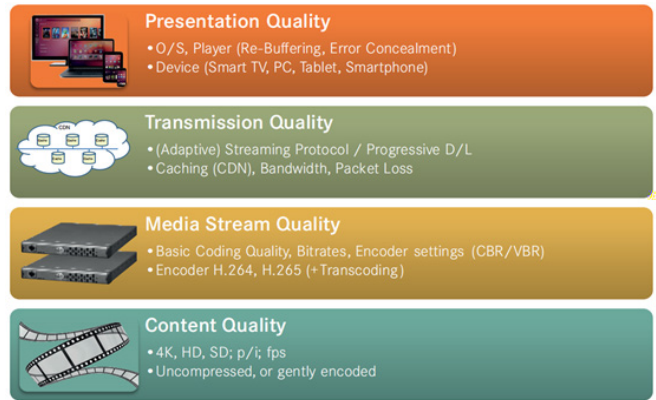 Presentation Quality
• O/S, Player (Re-Buffering, Error Concealment)
• Device (Smart TV, PC, Tablet, Smartphone)
CDN
Transmission Quality
• (Adaptive) Streaming Protocol / Progressive D/L
• Caching (CDN), Bandwidth, Packet Loss
Media Stream Quality
• Basic Coding Quality, Bitrates, Encoder settings (CBR/VBR)
• Encoder H.264, H.265 (+Transcoding)
Content Quality
• 4K, HD, SD; p/i; fps
• Uncompressed, or gently encoded